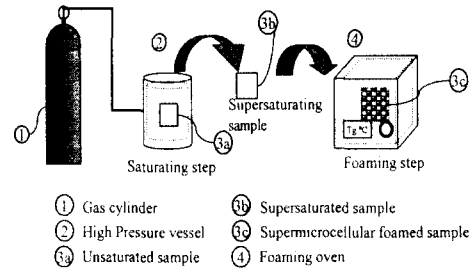 2
3b
4
1
3a
3c
Supersaturating
sample
Tg °C
Saturating step
Foaming step
1 Gas cylinder
2 High Pressure vessel
3a Unsaturated sample
3b Supersaturated sample
3c Supermicrocellular foamed sample
4 Foaming oven